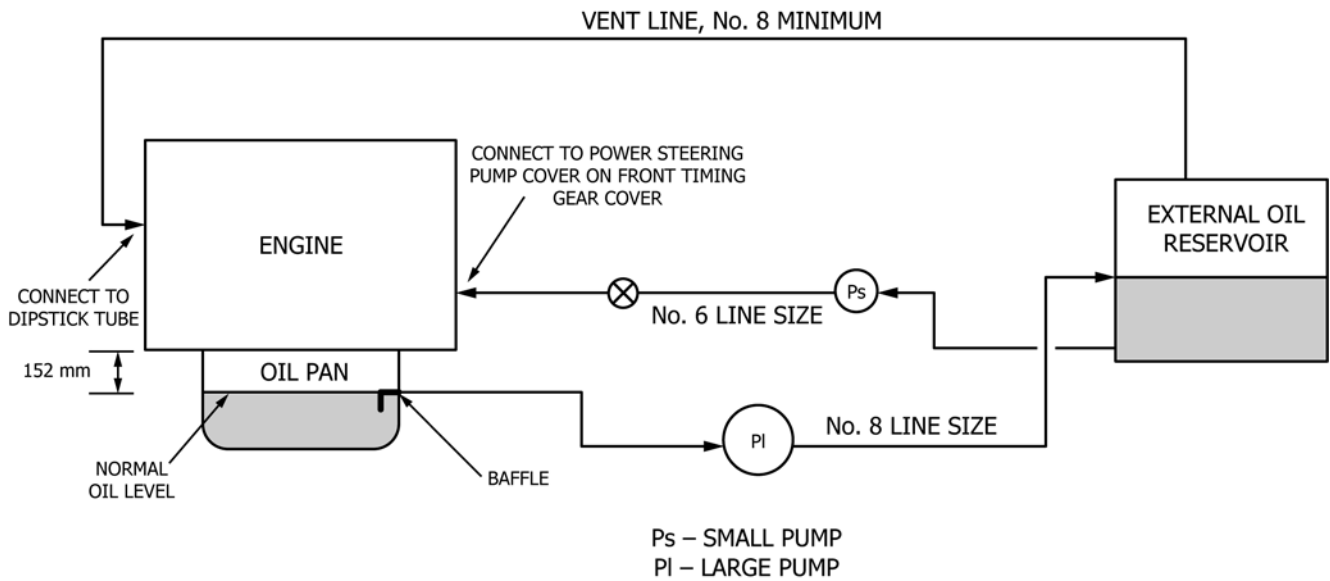 VENT LINE, No. 8 MINIMUM
CONNECT TO POWER STEERING
PUMP COVER ON FRONT TIMING
GEAR COVER
ENGINE
EXTERNAL OIL
RESERVOIR
CONNECT TO
DIPSTICK TUBE
Ps
No. 6 LINE SIZE
152 mm
OIL PAN
Pl
No. 8 LINE SIZE
NORMAL
OIL LEVEL
BAFFLE
Ps – SMALL PUMP
Pl – LARGE PUMP